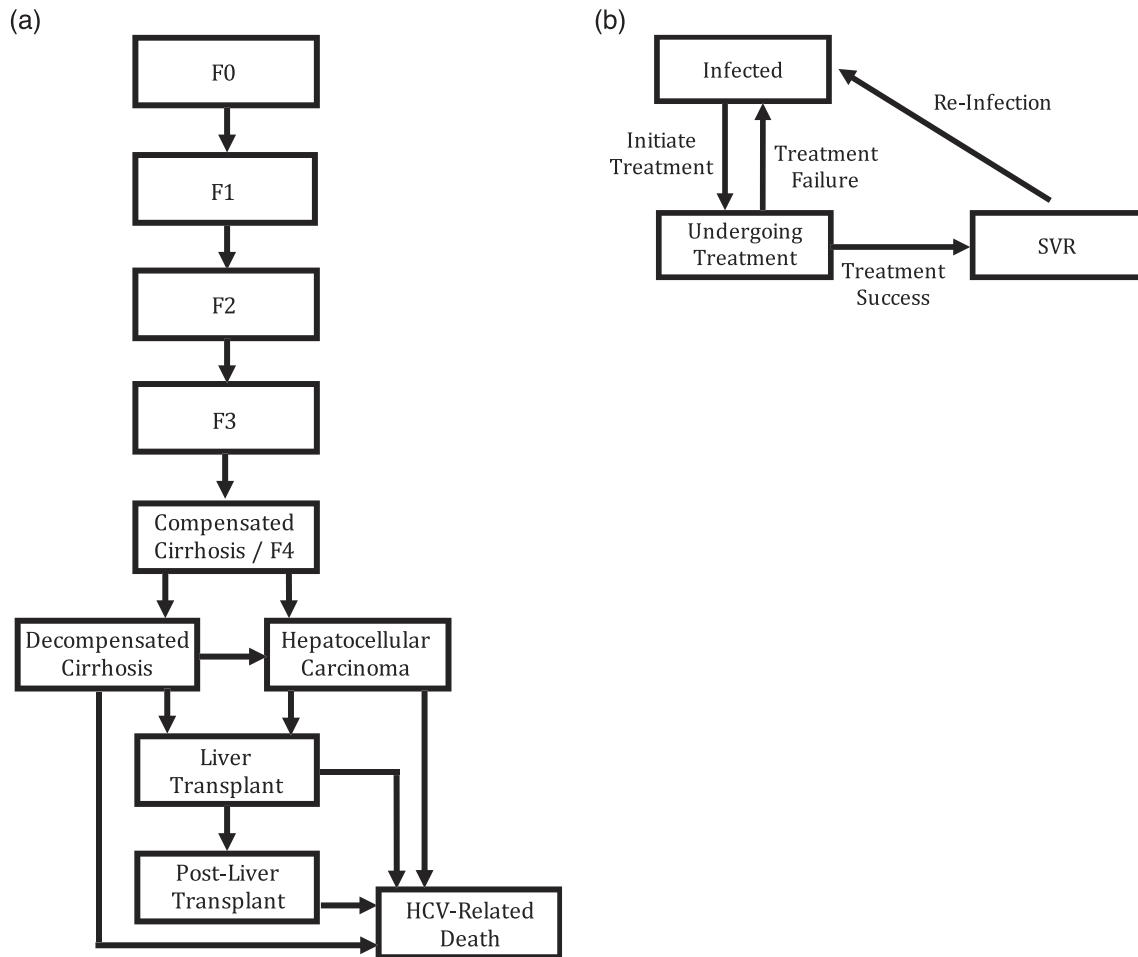 (a)
F0
F1
F2
F3
Compensated
Cirrhosis / F4
Decompensated
Cirrhosis
Hepatocellular
Carcinoma
Liver
Transplant
Post-Liver
Transplant
HCV-Related
Death
(b)
Infected
Re-Infection
Initiate
Treatment
Treatment
Failure
Undergoing
Treatment
SVR
Treatment
Success